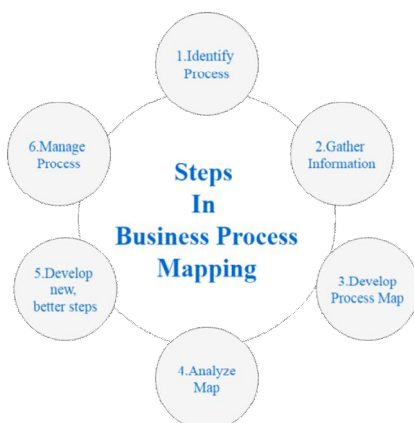 1.Identify
Process
2.Gather
Information
3.Develop
Process Map
4.Analyze
Map
5.Develop
new,
better steps
6.Manage
Process
Steps
In
Business Process
Mapping